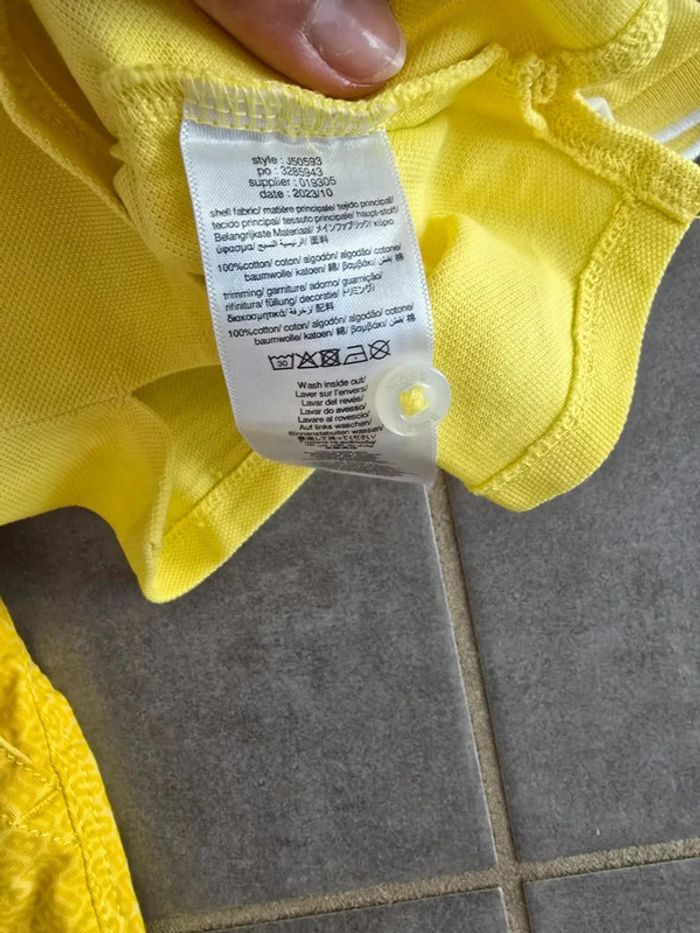 style : J50593
po : 3285943
supplier : 019305
date : 2023/10
shell fabric/ matière principale/ tejido principal/
tecido principal/ tessuto principale/ haupt-stoff/
Belangrijkste Materiaal/ メインファブリック/ κύριο
ύφασμα/ الرئيسية النسيج/ 面料
100%cotton/ coton/ algodón/ algodão/ cotone/
baumwolle/ katoen/ 綿/ βαμβάκι/ قطن/ 棉
trimming/ garniture/ adorno/ guarnição/
rifinitura/ füllung/ decoratie/ トリミング/
διακοσμητικά/ زخرفة/ 配料
100%cotton/ coton/ algodón/ algodão/ cotone/
baumwolle/ katoen/ 綿/ βαμβάκι/ قطن/ 棉
30
Wash inside out/
Laver sur l'envers/
Lavar del revés/
Lavar do avesso/
Lavare al rovescio/
Auf links waschen/
Binnenstebuiten wassen/
BOSS